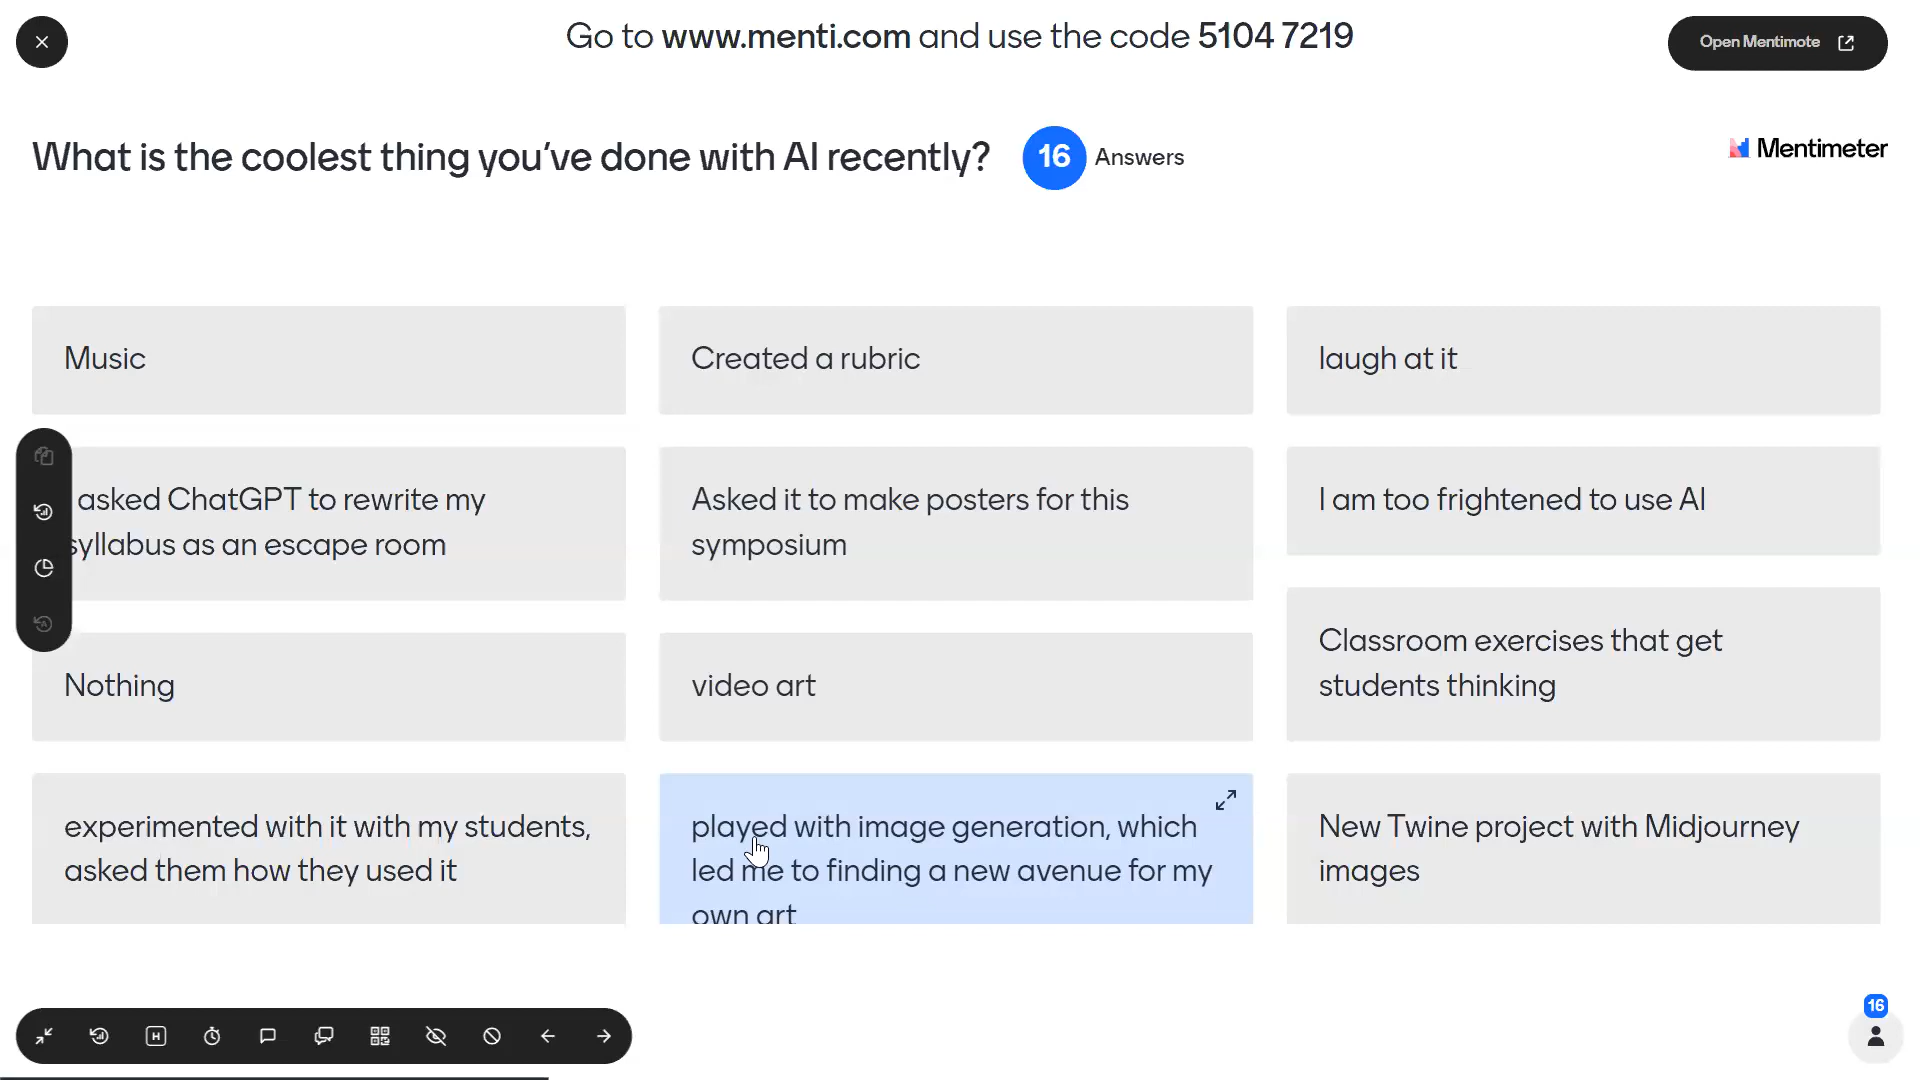 Go to www.menti.com and use the code 5104 7219
Open Mentimote
What is the coolest thing you've done with AI recently?
16 Answers
Mentimeter
Music
Created a rubric
laugh at it
asked ChatGPT to rewrite my
syllabus as an escape room
Asked it to make posters for this
symposium
I am too frightened to use AI
Nothing
video art
Classroom exercises that get
students thinking
experimented with it with my students,
asked them how they used it
played with image generation, which
led me to finding a new avenue for my
own art
New Twine project with Midjourney
images
H
16